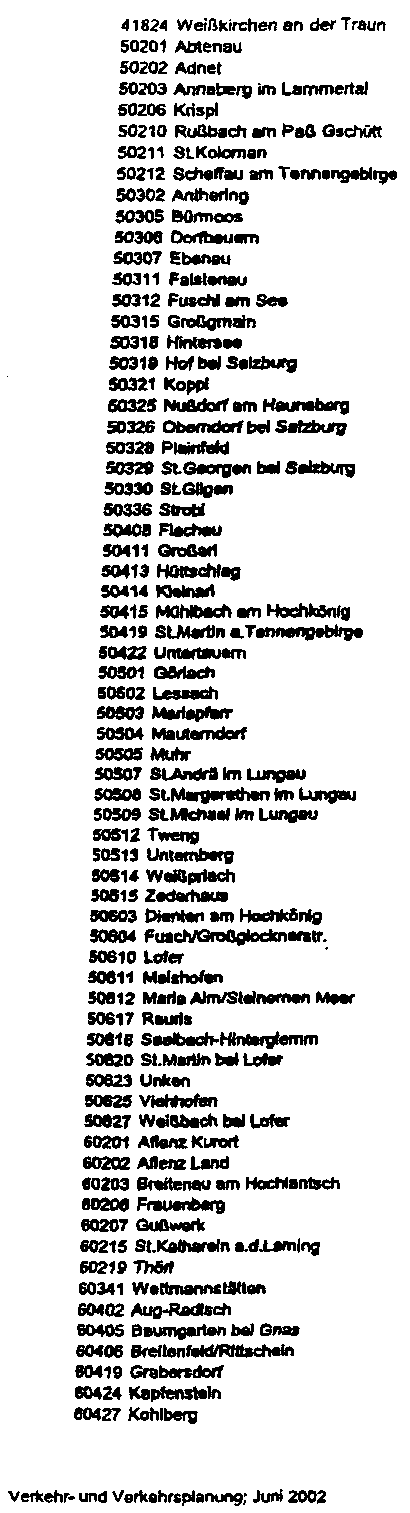 41824 Weißkirchen an der Traun
50201 Abtenau
50202 Adnet
50203 Annaberg im Lammertal
50206 Krispl
50210 Rußbach am Paß Gschütt
50211 St.Koloman
50212 Scheffau am Tennengebirge
50302 Anthering
50305 Bürmoos
50306 Dorfbeuern
50307 Ebenau
50311 Faistenau
50312 Fuschl am See
50315 Großgmain
50316 Hintersee
50319 Hof bei Salzburg
50321 Koppl
50325 Nußdorf am Haunsberg
50326 Oberndorf bei Salzburg
50328 Plainfeld
50329 St.Georgen bei Salzburg
50330 St.Gilgen
50336 Strobl
50408 Flachau
50411 Großarl
50413 Hüttschlag
50414 Kleinarl
50415 Mühlbach am Hochkönig
50419 St.Martin a.Tennengebirge
50422 Untertauern
50501 Göriach
50502 Lessach
50503 Mariapfarr
50504 Mauterndorf
50505 Muhr
50507 St.Andrä im Lungau
50508 St.Margarethen im Lungau
50509 St.Michael im Lungau
50512 Tweng
50513 Unternberg
50514 Weißpriach
50515 Zederhaus
50603 Dienten am Hochkönig
50604 Fusch/Großglocknerstr.
50610 Lofer
50611 Maishofen
50612 Maria Alm/Steinernen Meer
50617 Rauris
50618 Saalbach-Hinterglemm
50620 St.Martin bei Lofer
50623 Unken
50625 Viehhofen
50627 Weißbach bei Lofer
60201 Aflenz Kurort
60202 Aflenz Land
60203 Breitenau am Hochlantsch
60206 Frauenberg
60207 Gußwerk
60215 St.Katharein a.d.Laming
60219 Thörl
60341 Wettmannstätten
60402 Aug-Radisch
60405 Baumgarten bei Gnas
60406 Breitenfeld/Rittschein
60419 Grabersdorf
60424 Kapfenstein
60427 Kohlberg
Verkehr- und Verkehrsplanung; Juni 2002